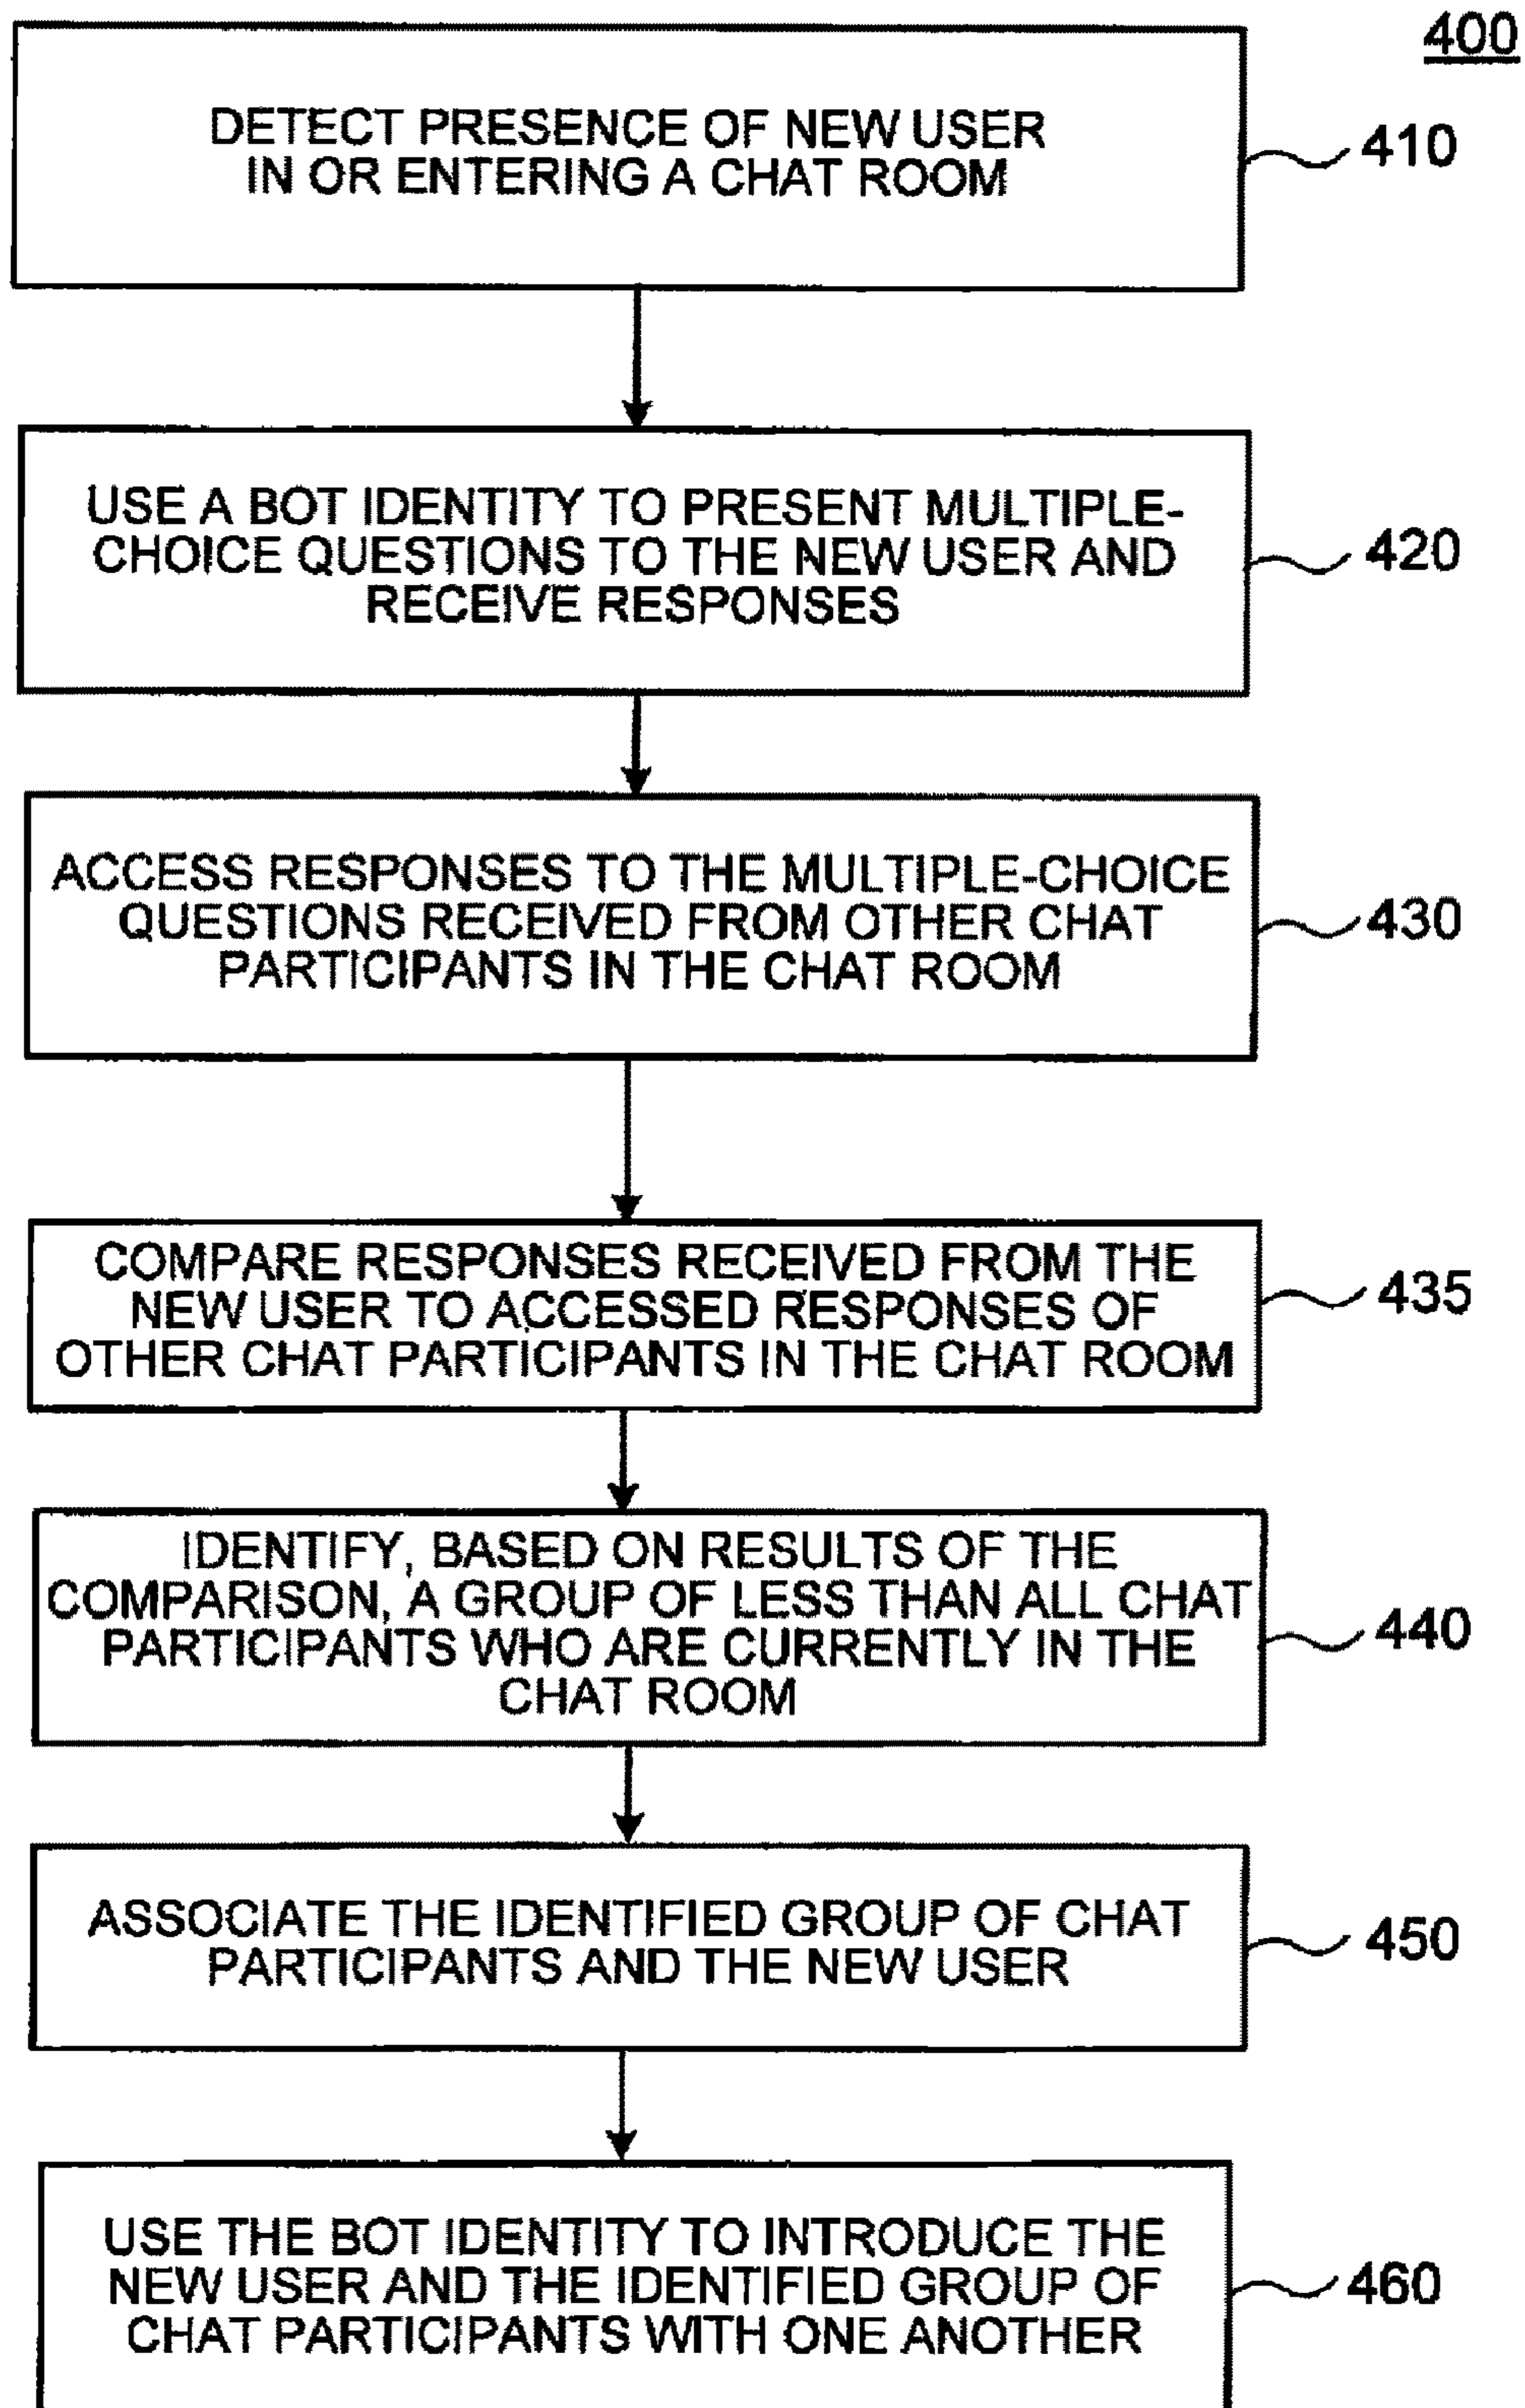 400
DETECT PRESENCE OF NEW USER
IN OR ENTERING A CHAT ROOM
410
USE A BOT IDENTITY TO PRESENT MULTIPLE-
CHOICE QUESTIONS TO THE NEW USER AND
RECEIVE RESPONSES
420
ACCESS RESPONSES TO THE MULTIPLE-CHOICE
QUESTIONS RECEIVED FROM OTHER CHAT
PARTICIPANTS IN THE CHAT ROOM
430
COMPARE RESPONSES RECEIVED FROM THE
NEW USER TO ACCESSED RESPONSES OF
OTHER CHAT PARTICIPANTS IN THE CHAT ROOM
435
IDENTIFY, BASED ON RESULTS OF THE
COMPARISON, A GROUP OF LESS THAN ALL CHAT
PARTICIPANTS WHO ARE CURRENTLY IN THE
CHAT ROOM
440
ASSOCIATE THE IDENTIFIED GROUP OF CHAT
PARTICIPANTS AND THE NEW USER
450
USE THE BOT IDENTITY TO INTRODUCE THE
NEW USER AND THE IDENTIFIED GROUP OF
CHAT PARTICIPANTS WITH ONE ANOTHER
460